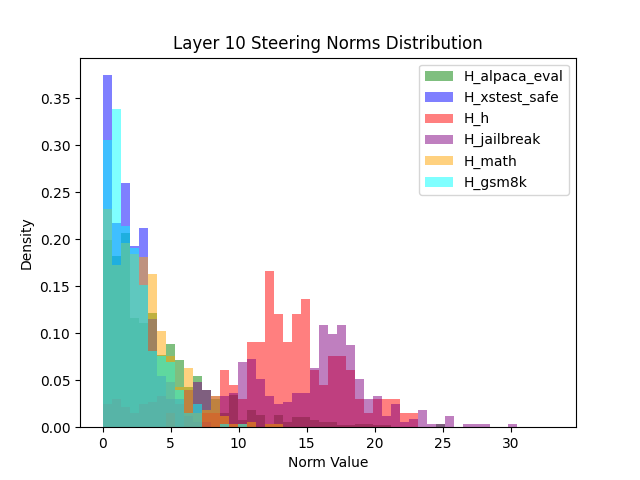 Layer 10 Steering Norms Distribution
H_alpaca_eval
H_xstest_safe
H_h
H_jailbreak
H_math
H_gsm8k
Density
0.35
0.30
0.25
0.20
0.15
0.10
0.05
0.00
0 5 10 15 20 25 30
Norm Value